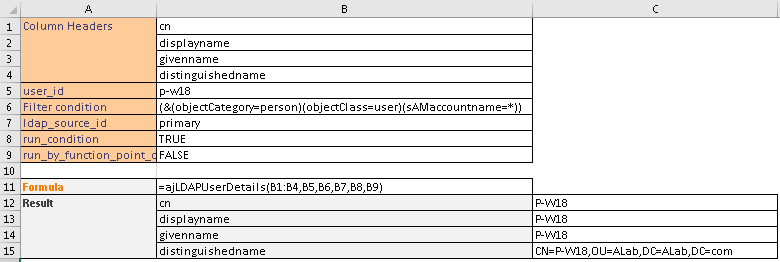 A B C
1 Column Headers cn
2 displayname
3 givenname
4 distinguishedname
5 user_id p-w18
6 Filter condition (&(objectCategory=person)(objectClass=user)(sAMaccountname=*))
7 ldap_source_id primary
8 run_condition TRUE
9 run_by_function_point_ FALSE
10
11 Formula =ajLDAPUserDetails(B1:B4,B5,B6,B7,B8,B9)
12 Result cn P-W18
13 displayname P-W18
14 givenname P-W18
15 distinguishedname CN=P-W18,OU=ALab,DC=ALab,DC=com